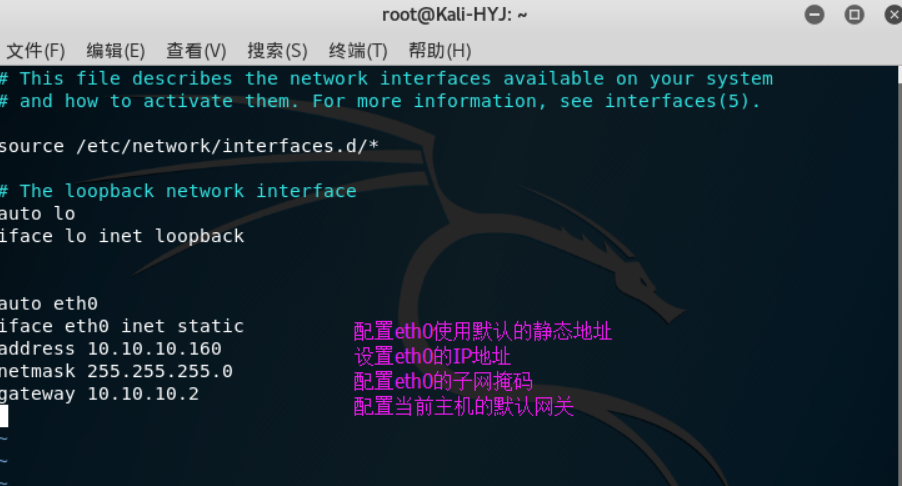 root@Kali-HYJ: ~
文件(F) 编辑(E) 查看(V) 搜索(S) 终端(T) 帮助(H)
# This file describes the network interfaces available on your system
# and how to activate them. For more information, see interfaces(5).
source /etc/network/interfaces.d/*
# The loopback network interface
auto lo
iface lo inet loopback
auto eth0
iface eth0 inet static
address 10.10.10.160
netmask 255.255.255.0
gateway 10.10.10.2
配置eth0使用默认的静态地址
设置eth0的IP地址
配置eth0的子网掩码
配置当前主机的默认网关
~
~
~